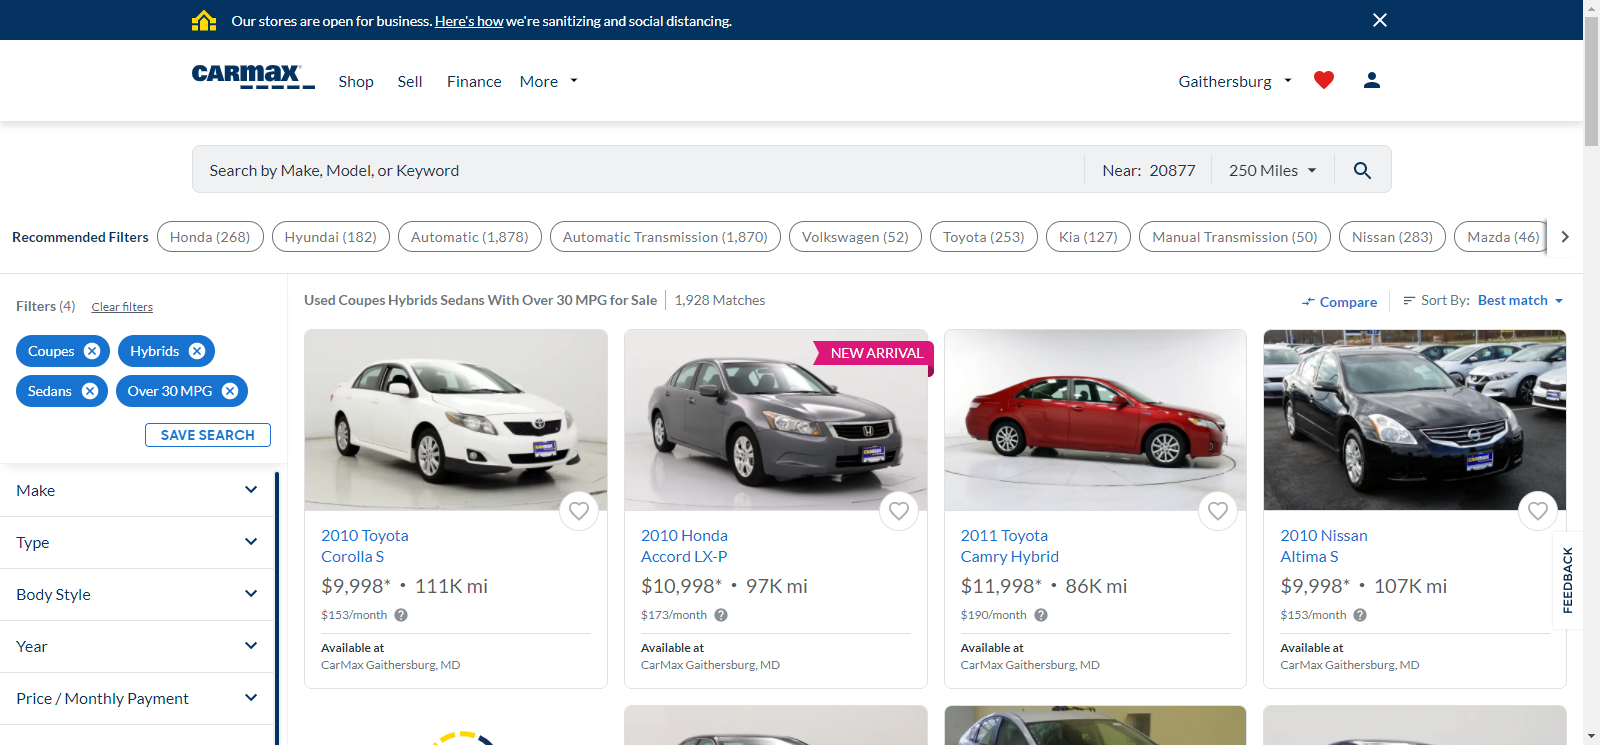 Our stores are open for business. Here's how we're sanitizing and social distancing.
CARMAX
Shop
Sell
Finance
More
Gaithersburg
Search by Make, Model, or Keyword
Near: 20877
250 Miles
Recommended Filters
Honda (268)
Hyundai (182)
Automatic (1,878)
Automatic Transmission (1,870)
Volkswagen (52)
Toyota (253)
Kia (127)
Manual Transmission (50)
Nissan (283)
Mazda (46)
Filters (4)
Clear filters
Coupes
Hybrids
Sedans
Over 30 MPG
SAVE SEARCH
Make
Type
Body Style
Year
Price / Monthly Payment
Used Coupes Hybrids Sedans With Over 30 MPG for Sale
1,928 Matches
Compare
Sort By: Best match
CARMAX
2010 Toyota
Corolla S
$9,998* • 111K mi
$153/month
Available at
CarMax Gaithersburg, MD
NEW ARRIVAL
CARMAX
2010 Honda
Accord LX-P
$10,998* • 97K mi
$173/month
Available at
CarMax Gaithersburg, MD
2011 Toyota
Camry Hybrid
$11,998* • 86K mi
$190/month
Available at
CarMax Gaithersburg, MD
CARMAX
2010 Nissan
Altima S
$9,998* • 107K mi
$153/month
Available at
CarMax Gaithersburg, MD
FEEDBACK